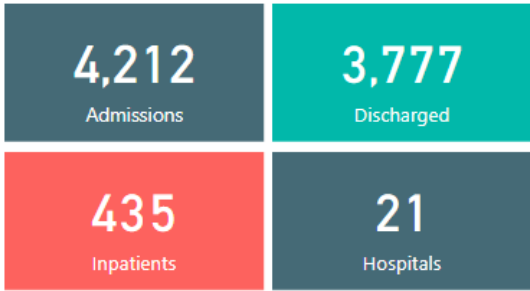 4,212
Admissions
3,777
Discharged
435
Inpatients
21
Hospitals